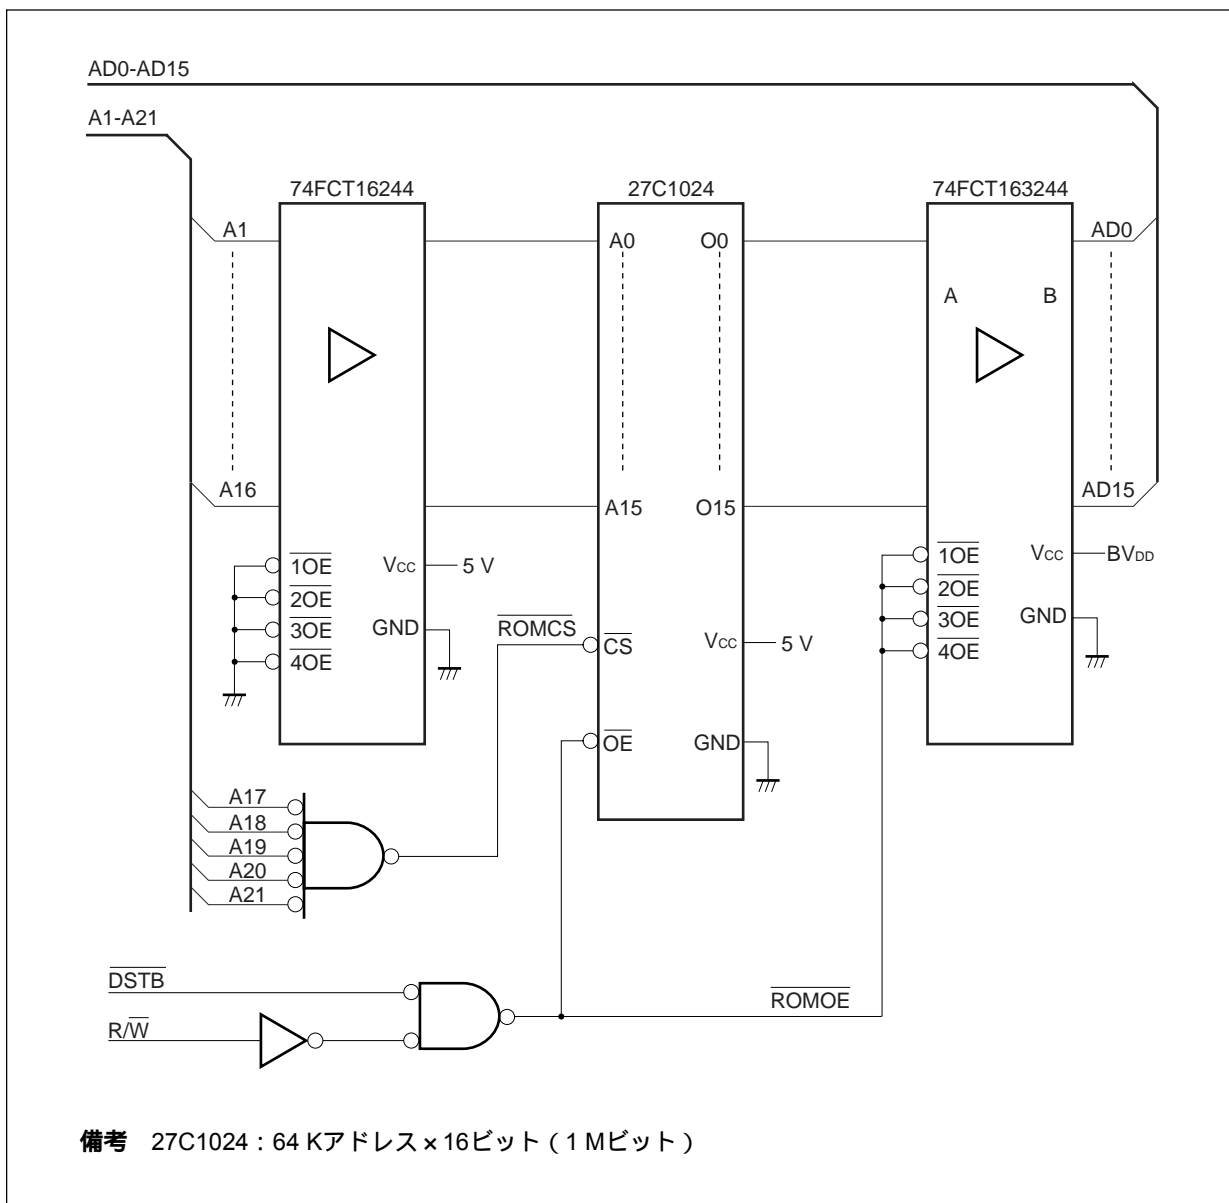 AD0-AD15
A1-A21
74FCT16244
27C1024
74FCT163244
A1
A0
O0
AD0
A
B
A16
A15
O15
AD15
1OE
2OE
3OE
4OE
VCC
5 V
GND
ROMCS
CS
VCC
5 V
OE
GND
1OE
2OE
3OE
4OE
VCC
BVDD
GND
A17
A18
A19
A20
A21
DSTB
R/W
ROMOE
備考 27C1024：64 Kアドレス×16ビット（1 Mビット）